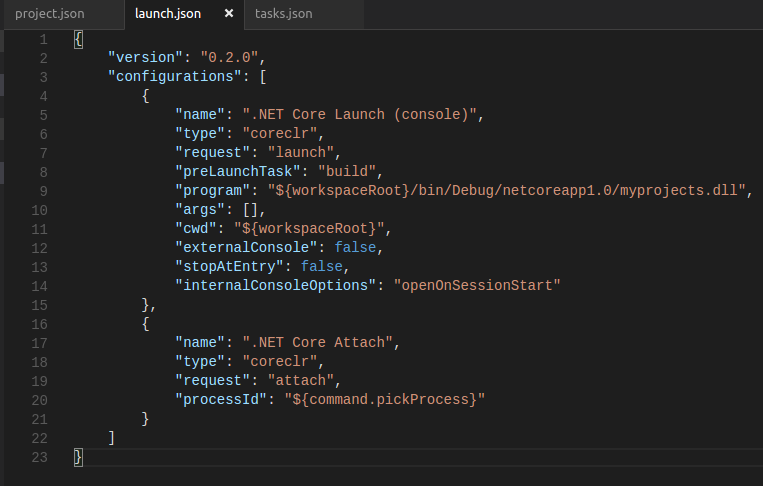 project.json launch.json × tasks.json
1 {
2 "version": "0.2.0",
3 "configurations": [
4 {
5 "name": ".NET Core Launch (console)",
6 "type": "coreclr",
7 "request": "launch",
8 "preLaunchTask": "build",
9 "program": "${workspaceRoot}/bin/Debug/netcoreapp1.0/myprojects.dll",
10 "args": [],
11 "cwd": "${workspaceRoot}",
12 "externalConsole": false,
13 "stopAtEntry": false,
14 "internalConsoleOptions": "openOnSessionStart"
15 },
16 {
17 "name": ".NET Core Attach",
18 "type": "coreclr",
19 "request": "attach",
20 "processId": "${command.pickProcess}"
21 }
22 ]
23 }